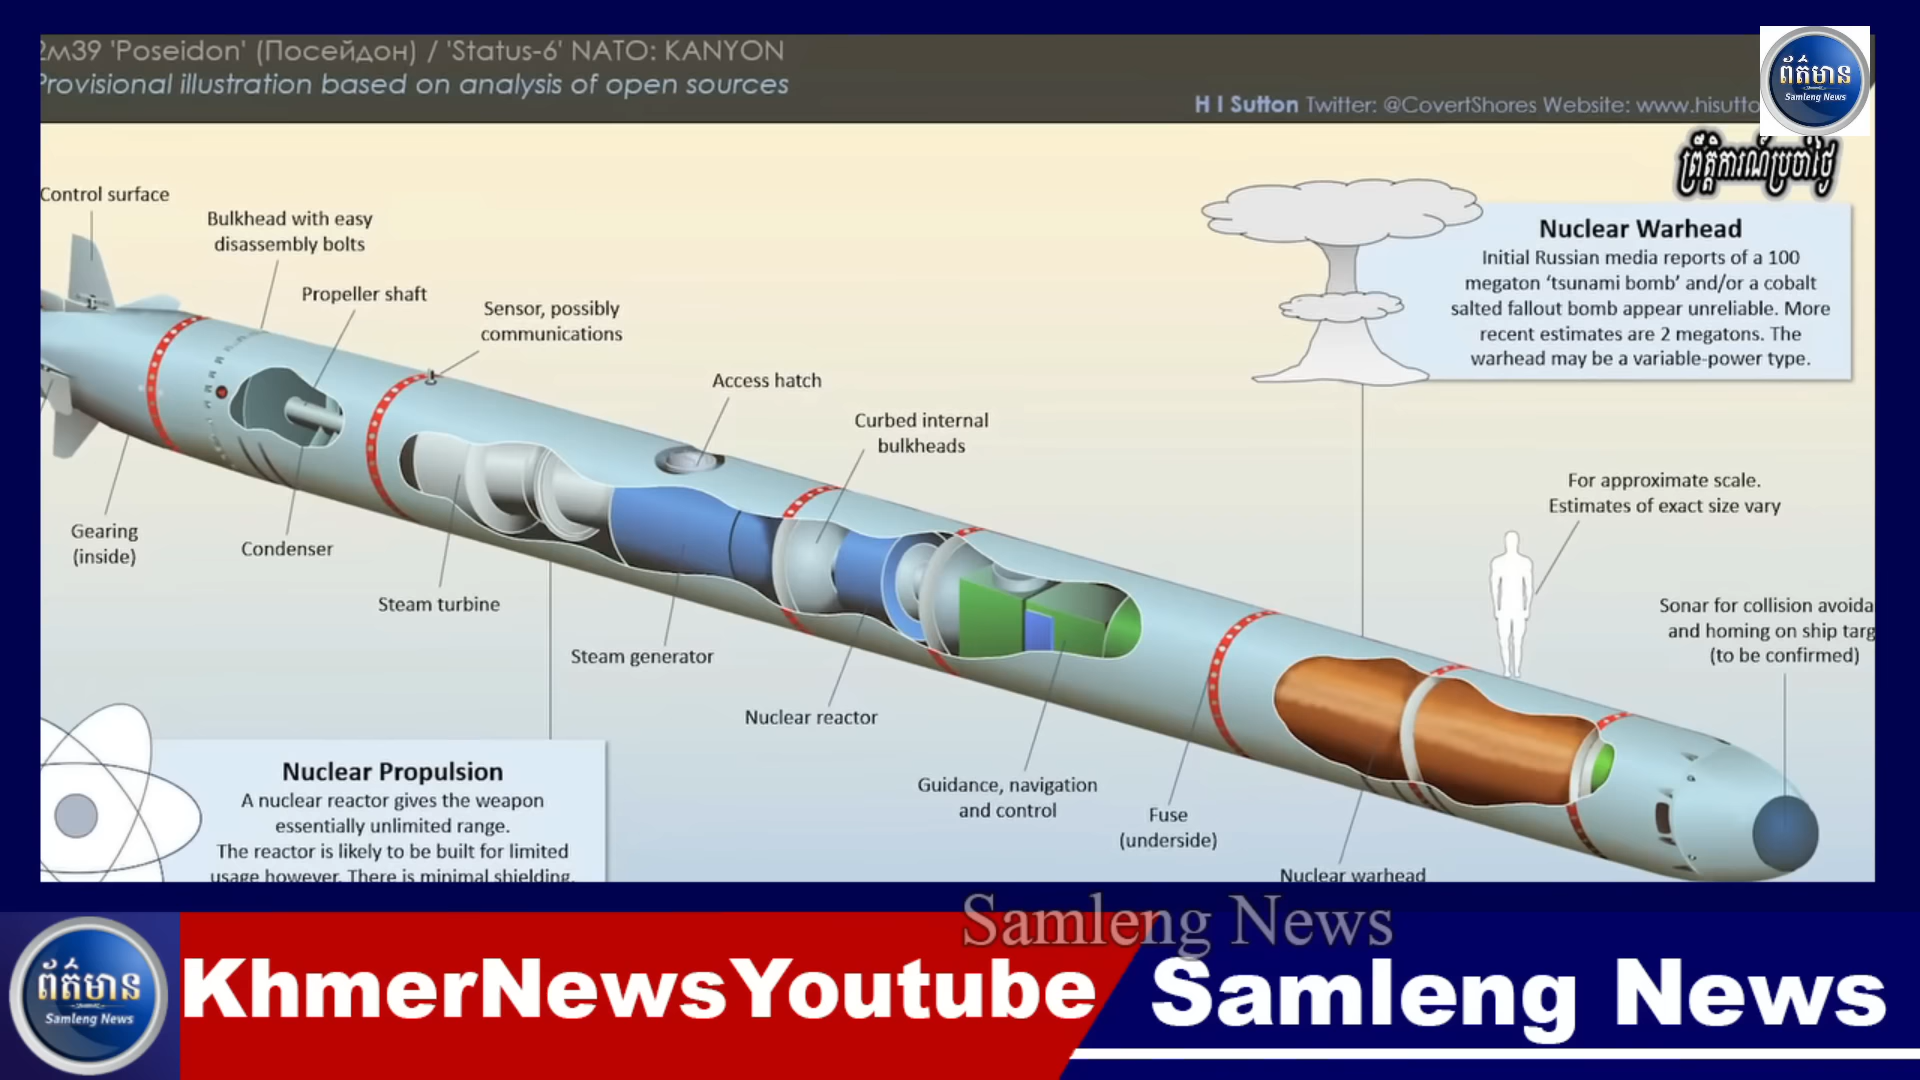 2м39 'Poseidon' (Посейдон) / 'Status-6' NATO: KANYON
Provisional illustration based on analysis of open sources
H I Sutton Twitter: @CovertShores Website: www.hisutto
ព័ត៌មាន
Samleng News
ព្រឹត្តិការណ៍ប្រចាំថ្ងៃ
Control surface
Bulkhead with easy
disassembly bolts
Propeller shaft
Sensor, possibly
communications
Access hatch
Curbed internal
bulkheads
Nuclear Warhead
Initial Russian media reports of a 100
megaton ‘tsunami bomb’ and/or a cobalt
salted fallout bomb appear unreliable. More
recent estimates are 2 megatons. The
warhead may be a variable-power type.
For approximate scale.
Estimates of exact size vary
Sonar for collision avoida
and homing on ship targ
(to be confirmed)
Gearing
(inside)
Condenser
Steam turbine
Steam generator
Nuclear reactor
Guidance, navigation
and control
Fuse
(underside)
Nuclear warhead
Nuclear Propulsion
A nuclear reactor gives the weapon
essentially unlimited range.
The reactor is likely to be built for limited
usage however. There is minimal shielding.
Samleng News
ព័ត៌មាន
Samleng News
KhmerNewsYoutube
Samleng News